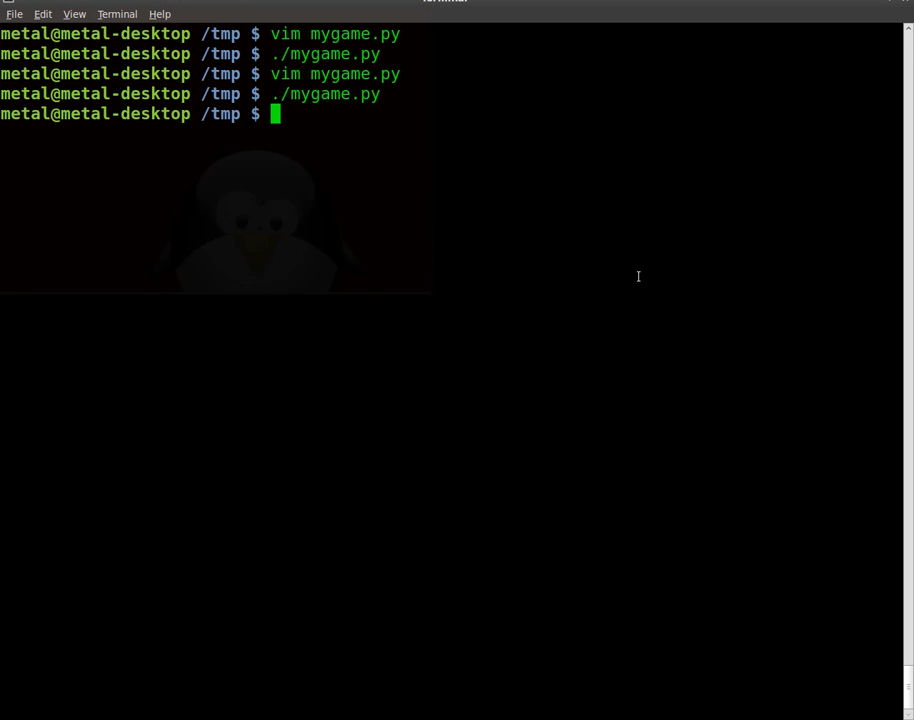 Terminal
File Edit View Terminal Help
metal@metal-desktop /tmp $ vim mygame.py
metal@metal-desktop /tmp $ ./mygame.py
metal@metal-desktop /tmp $ vim mygame.py
metal@metal-desktop /tmp $ ./mygame.py
metal@metal-desktop /tmp $